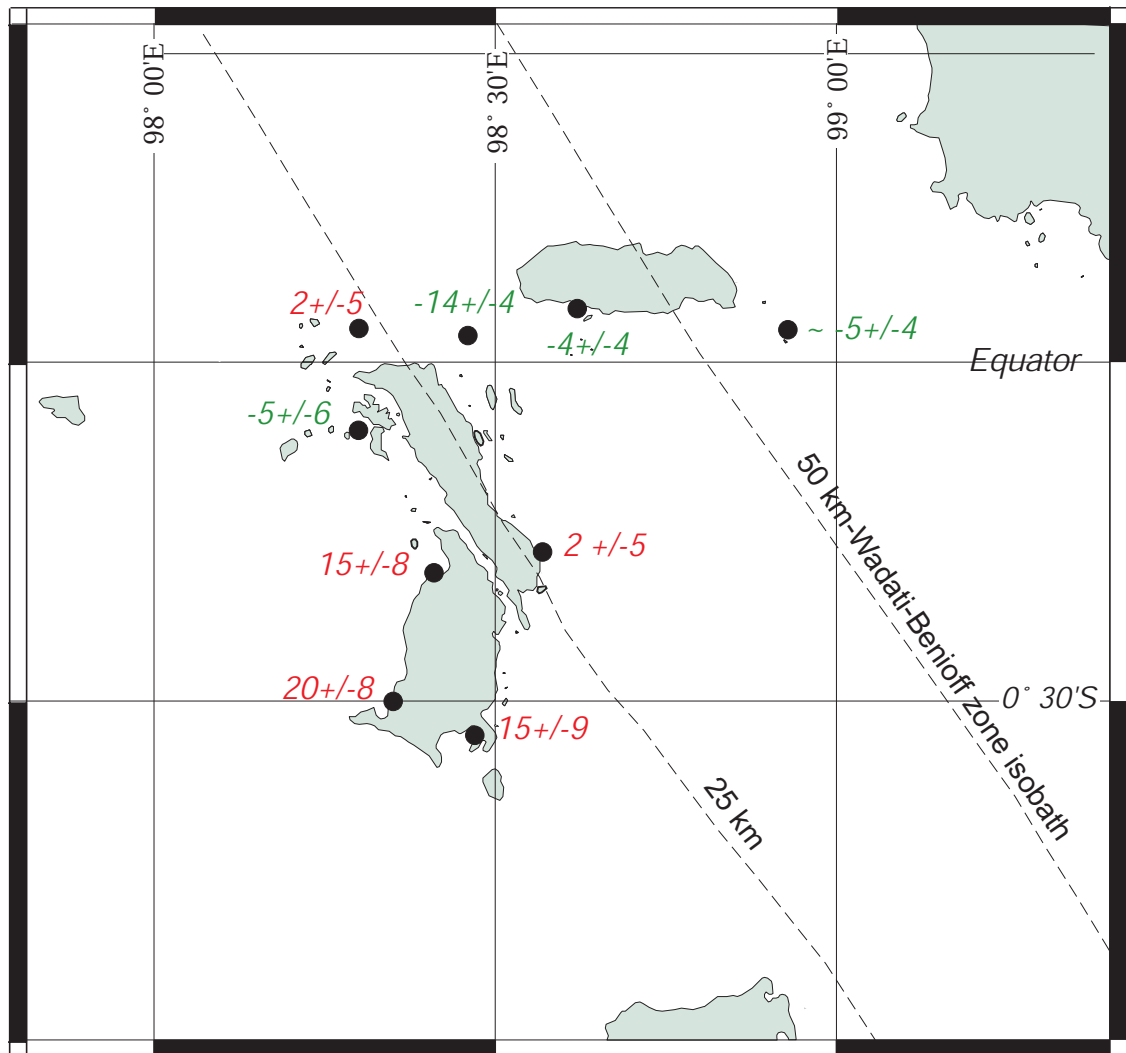 98° 00'E
98° 30'E
99° 00'E
2+/-5
-14+/-4
-4+/-4
~ -5+/-4
Equator
-5+/-6
50 km-Wadati-Benioff zone isobath
15+/-8
2 +/-5
20+/-8
0° 30'S
15+/-9
25 km